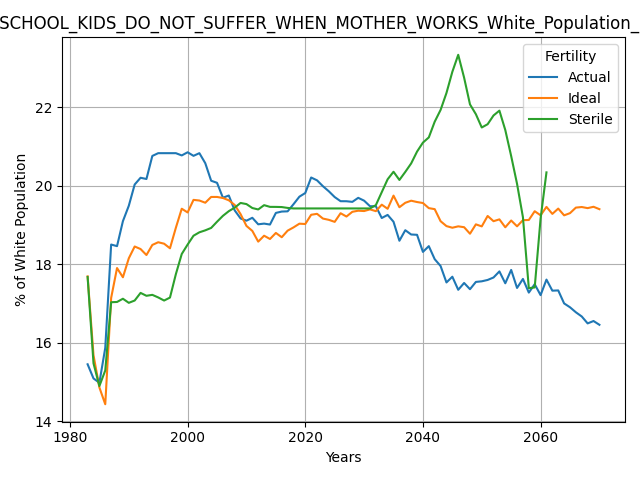 SCHOOL_KIDS_DO_NOT_SUFFER_WHEN_MOTHER_WORKS_White_Population_
Fertility
Actual
Ideal
Sterile
% of White Population
22
20
18
16
14
1980 2000 2020 2040 2060
Years